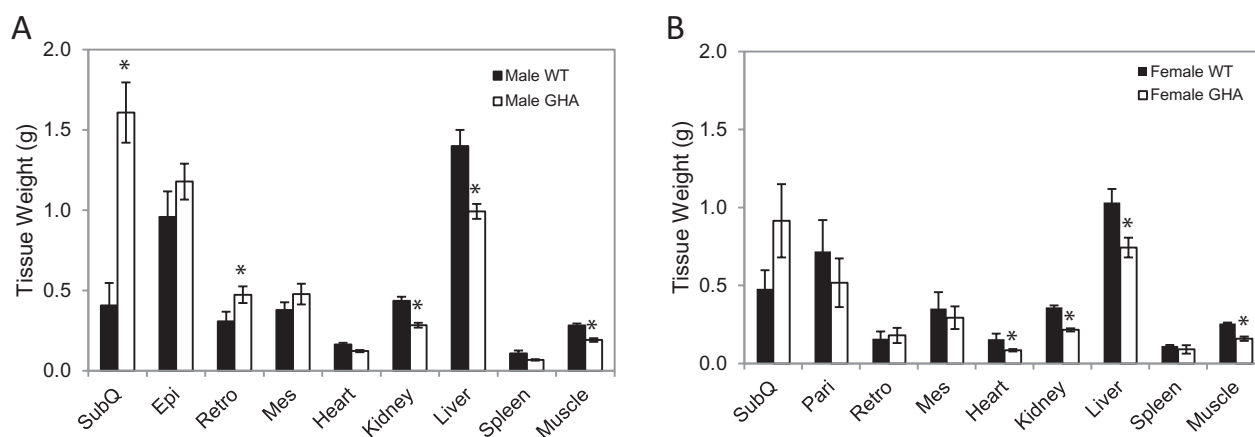 A
Tissue Weight (g)
2.0
1.5
1.0
0.5
0.0
Male WT
Male GHA
*
*
*
*
*
SubQ
Epi
Retro
Mes
Heart
Kidney
Liver
Spleen
Muscle
B
Tissue Weight (g)
2.0
1.5
1.0
0.5
0.0
Female WT
Female GHA
*
*
*
*
SubQ
Pari
Retro
Mes
Heart
Kidney
Liver
Spleen
Muscle